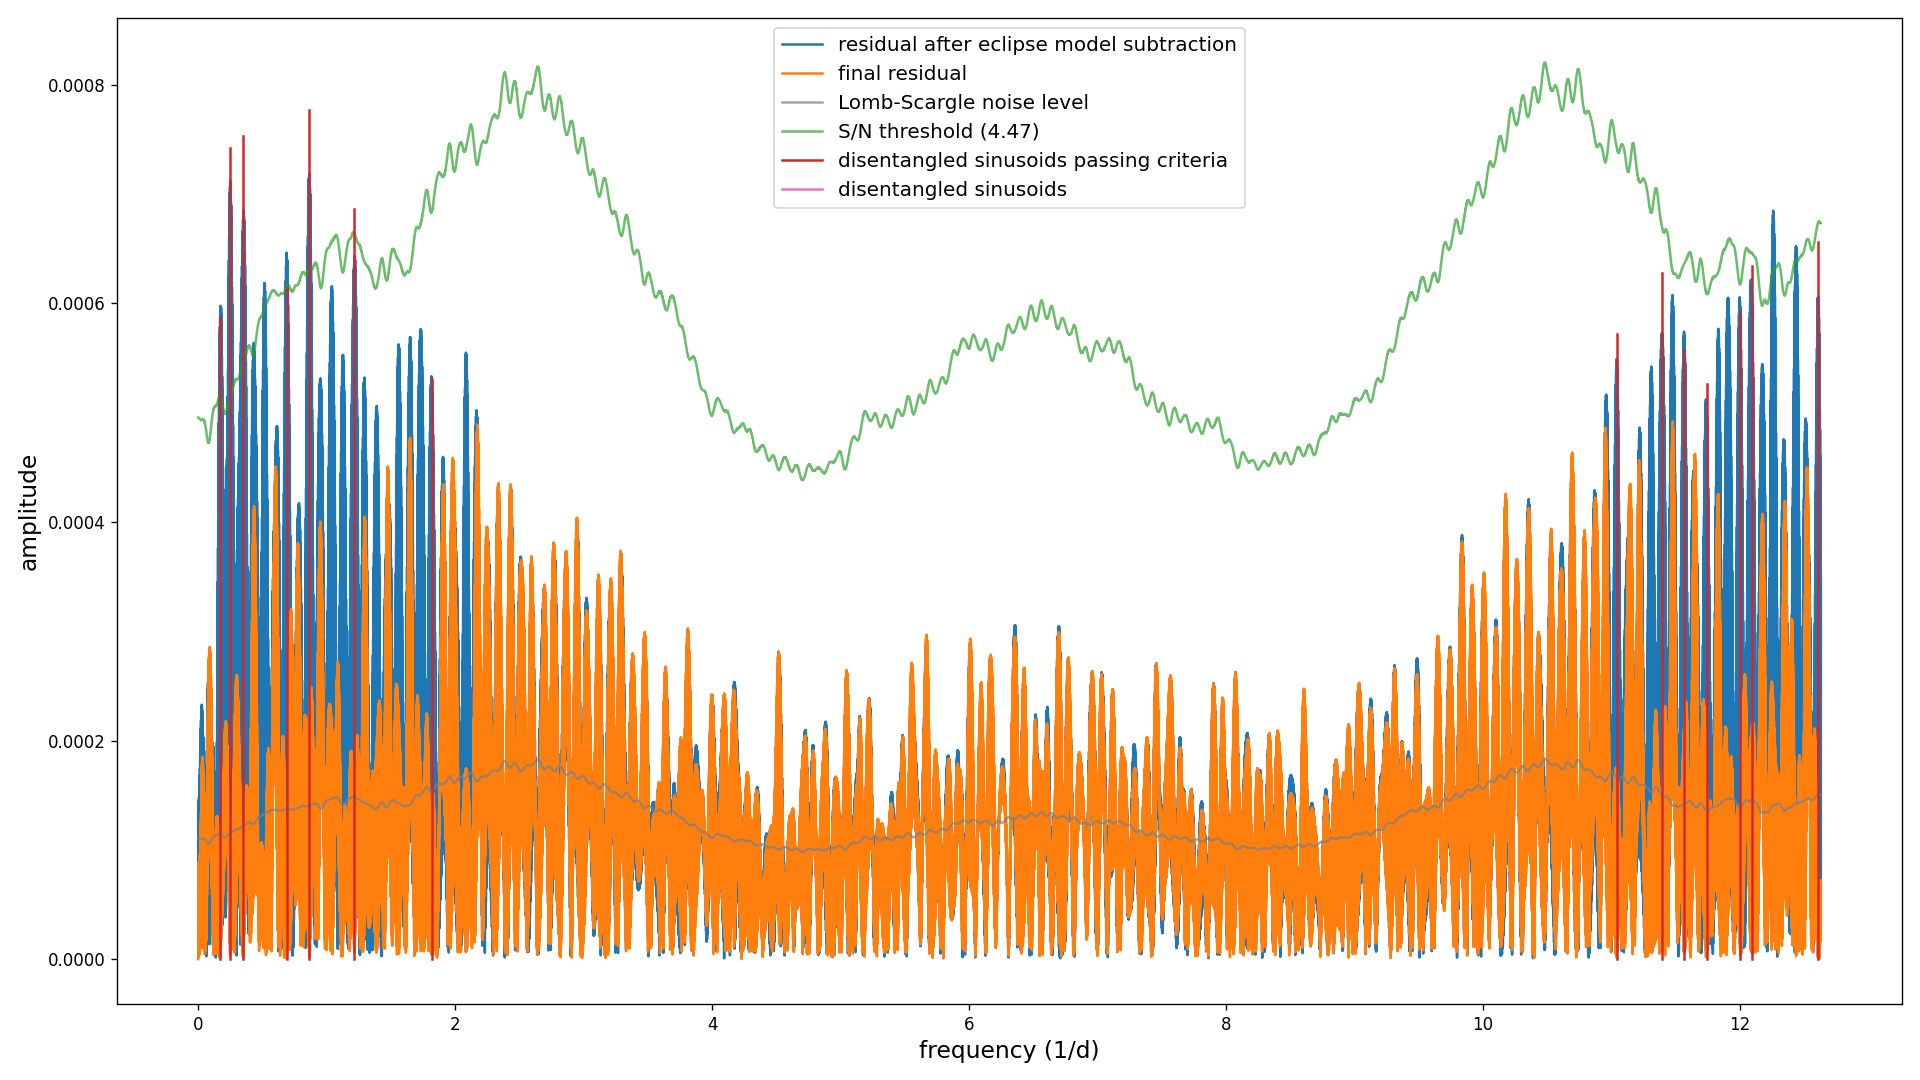 residual after eclipse model subtraction
final residual
Lomb-Scargle noise level
S/N threshold (4.47)
disentangled sinusoids passing criteria
disentangled sinusoids
0.0008
0.0006
0.0004
0.0002
0.0000
amplitude
0 2 4 6 8 10 12
frequency (1/d)